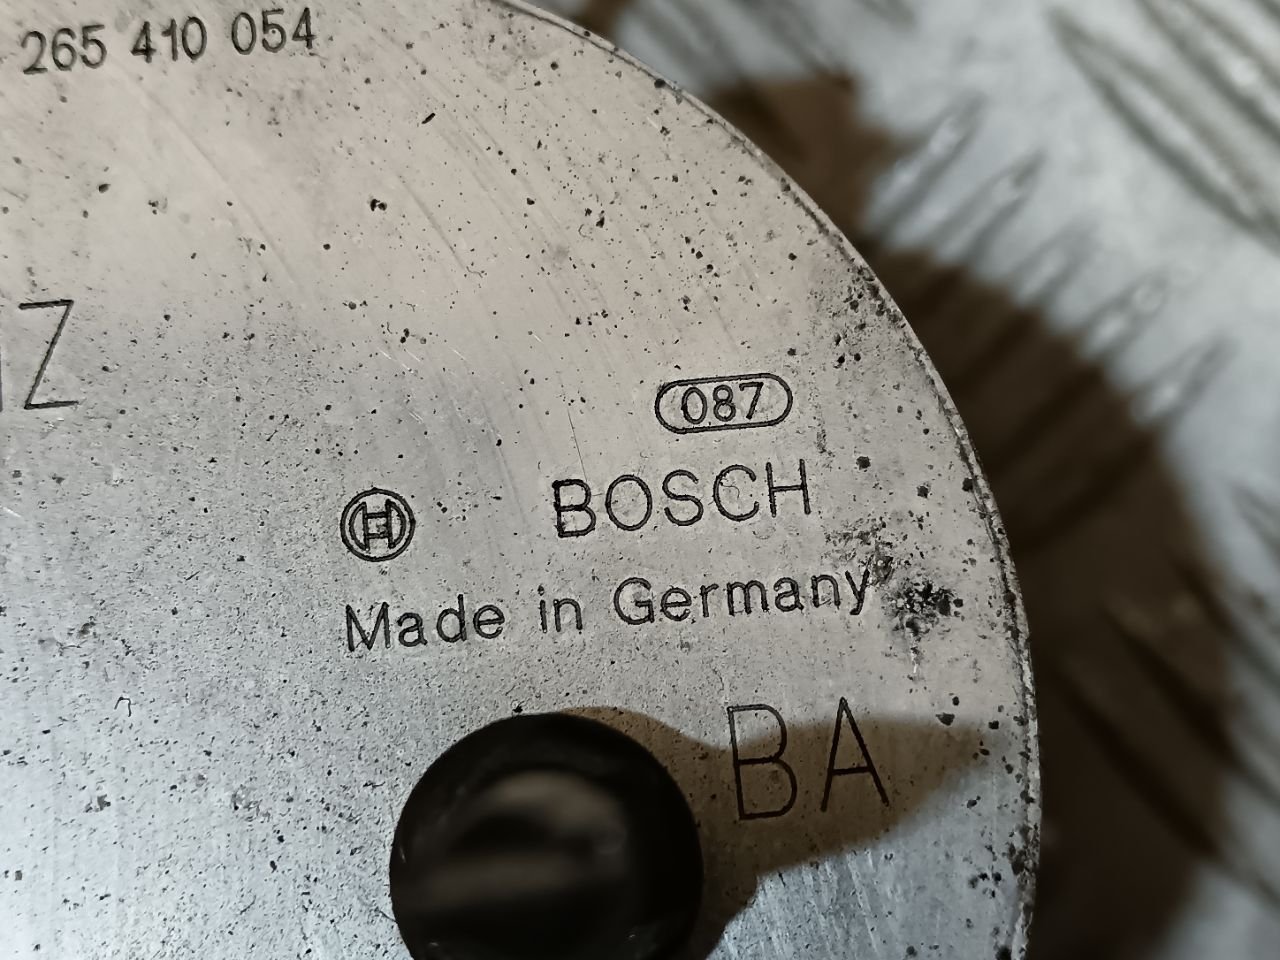 265 410 054
Z
087
BOSCH
Made in Germany
BA